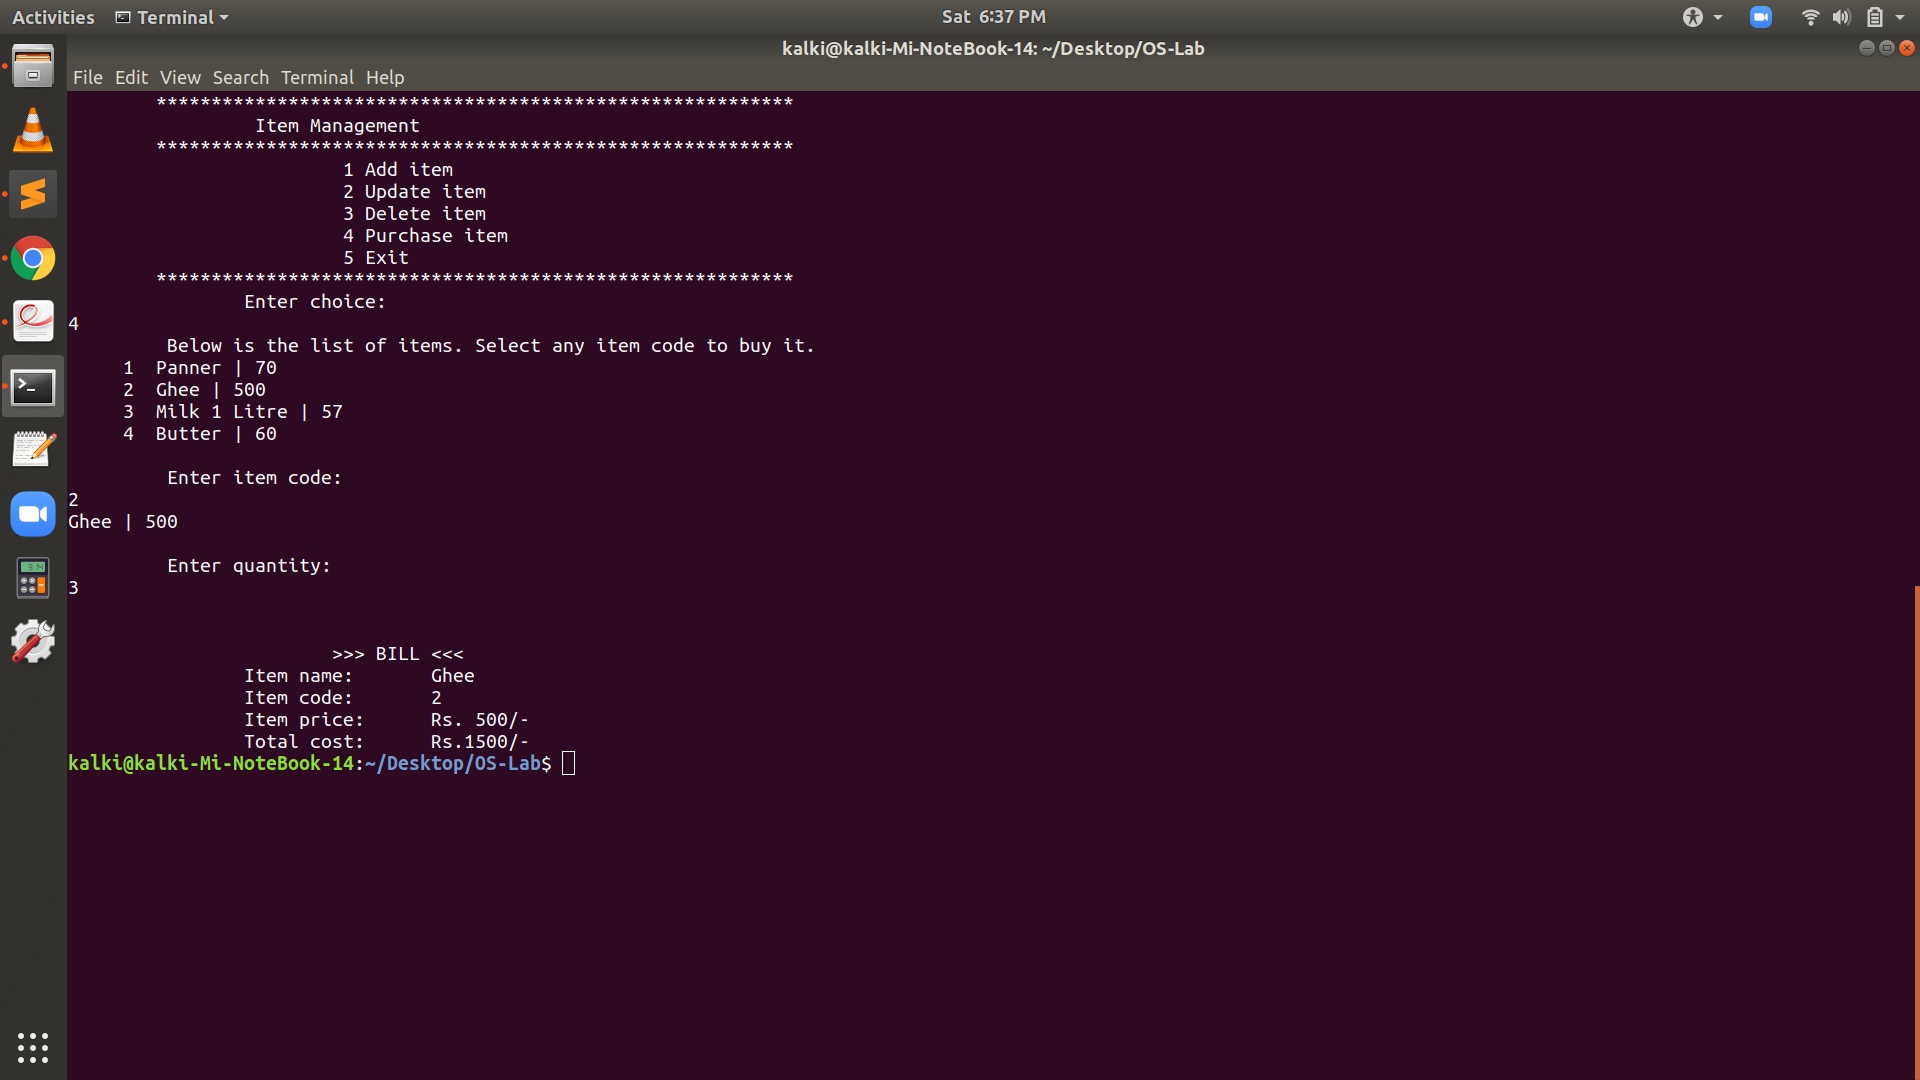 Activities Terminal Sat 6:37 PM
kalki@kalki-Mi-NoteBook-14: ~/Desktop/OS-Lab
File Edit View Search Terminal Help
**********************************************************
Item Management
**********************************************************
1 Add item
2 Update item
3 Delete item
4 Purchase item
5 Exit
**********************************************************
Enter choice:
4
Below is the list of items. Select any item code to buy it.
1 Panner | 70
2 Ghee | 500
3 Milk 1 Litre | 57
4 Butter | 60
Enter item code:
2
Ghee | 500
Enter quantity:
3
>>> BILL <<<
Item name: Ghee
Item code: 2
Item price: Rs. 500/-
Total cost: Rs.1500/-
kalki@kalki-Mi-NoteBook-14:~/Desktop/OS-Lab$